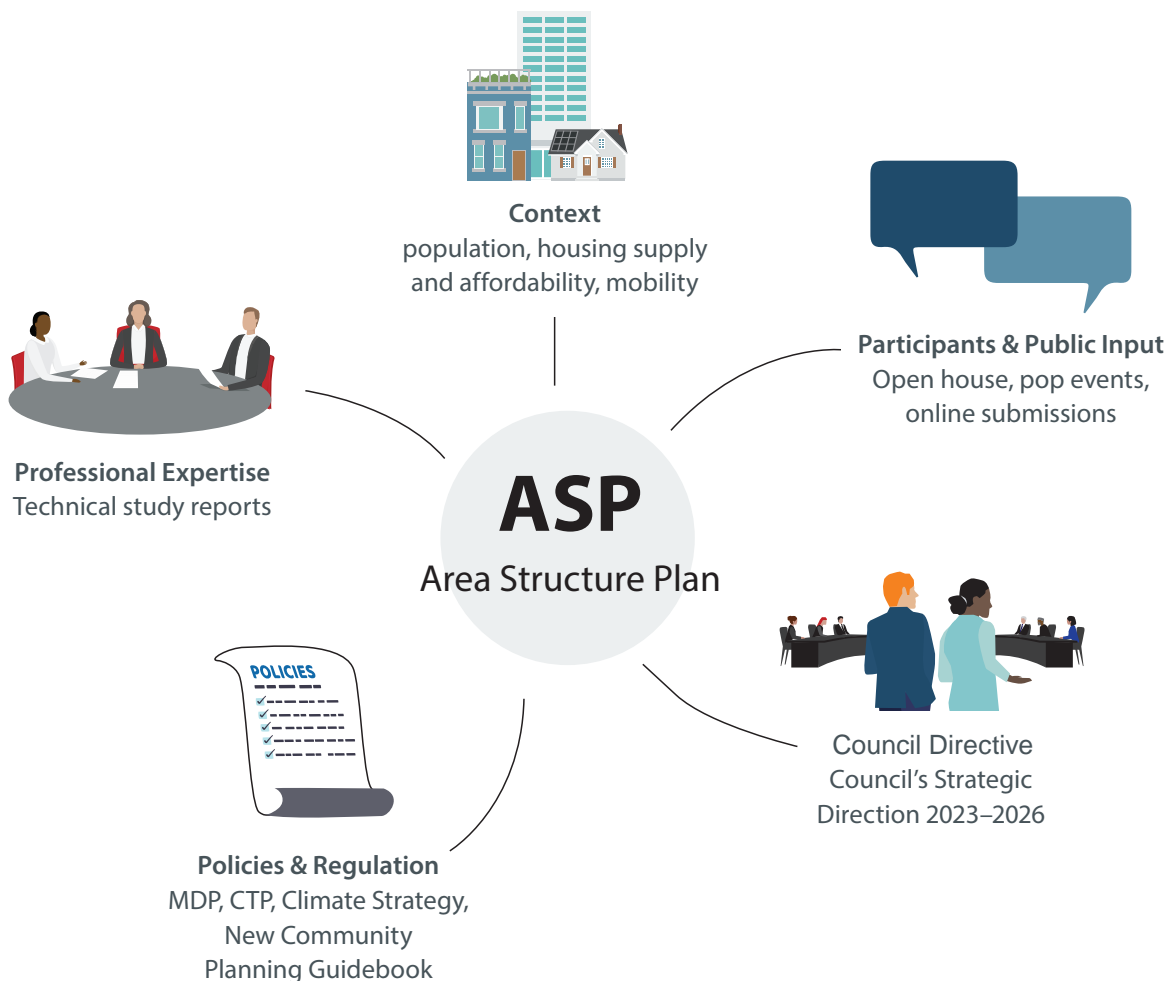 Context
population, housing supply
and affordability, mobility
Participants & Public Input
Open house, pop events,
online submissions
Professional Expertise
Technical study reports
ASP
Area Structure Plan
Council Directive
Council’s Strategic
Direction 2023–2026
POLICIES
Policies & Regulation
MDP, CTP, Climate Strategy,
New Community
Planning Guidebook